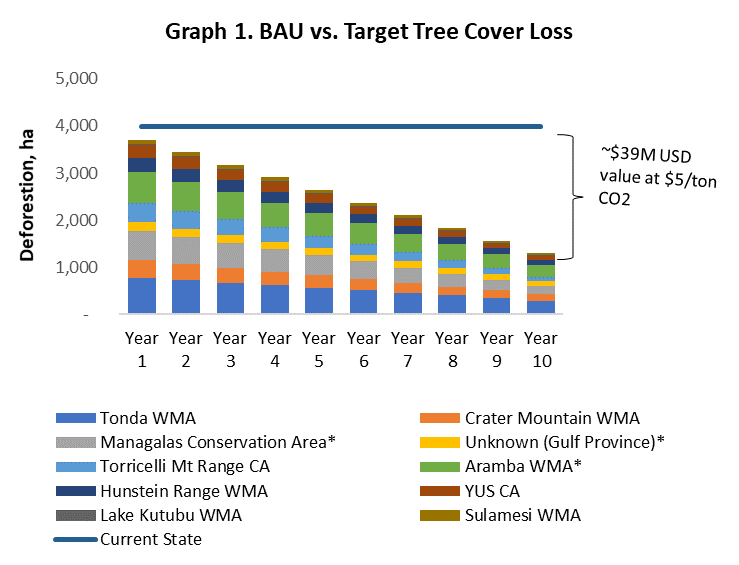 Graph 1. BAU vs. Target Tree Cover Loss
Deforestion, ha
5,000
4,000
3,000
2,000
1,000
-
~$39M USD
value at $5/ton
CO2
Year Year Year Year Year Year Year Year Year Year
1 2 3 4 5 6 7 8 9 10
Tonda WMA
Crater Mountain WMA
Managalas Conservation Area*
Unknown (Gulf Province)*
Torricelli Mt Range CA
Aramba WMA*
Hunstein Range WMA
YUS CA
Lake Kutubu WMA
Sulamesi WMA
Current State